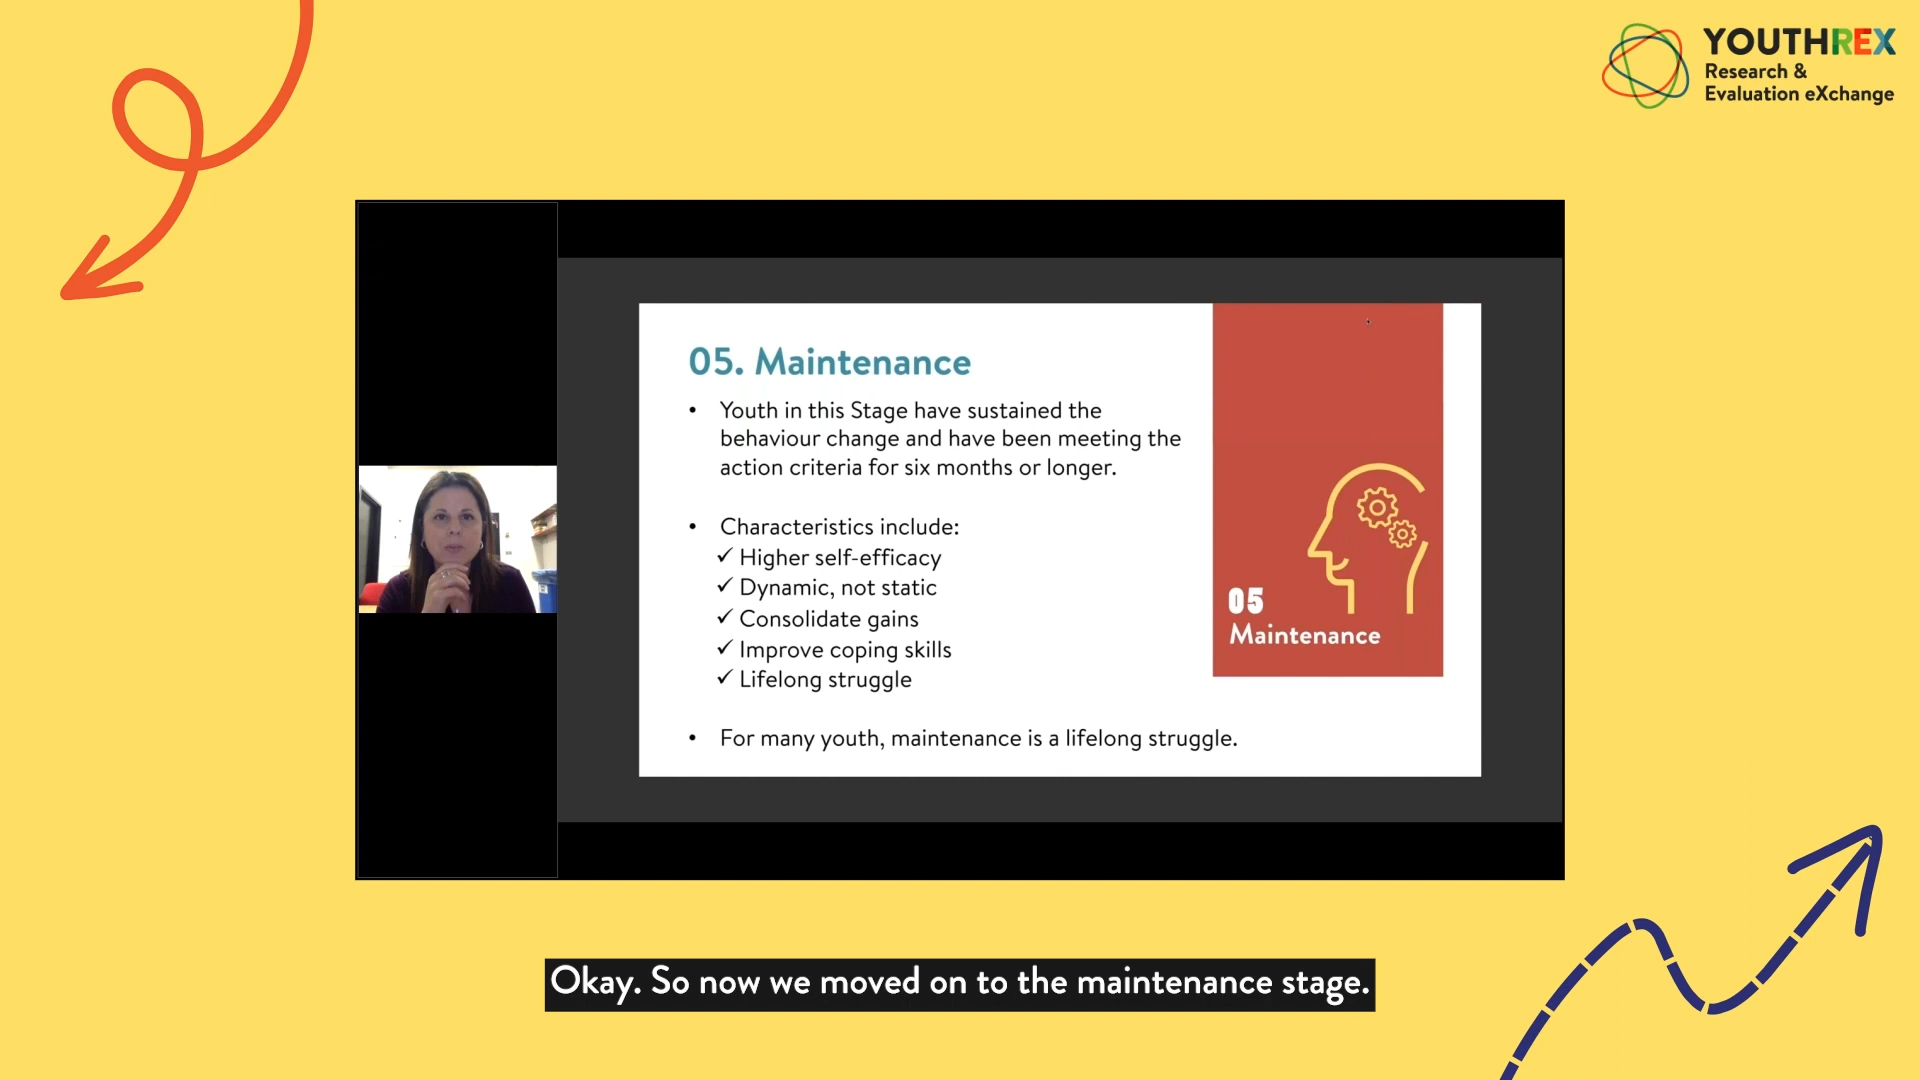 YOUTHREX
Research &
Evaluation eXchange
05. Maintenance
• Youth in this Stage have sustained the
behaviour change and have been meeting the
action criteria for six months or longer.
• Characteristics include:
✓ Higher self-efficacy
✓ Dynamic, not static
✓ Consolidate gains
✓ Improve coping skills
✓ Lifelong struggle
• For many youth, maintenance is a lifelong struggle.
05
Maintenance
Okay. So now we moved on to the maintenance stage.